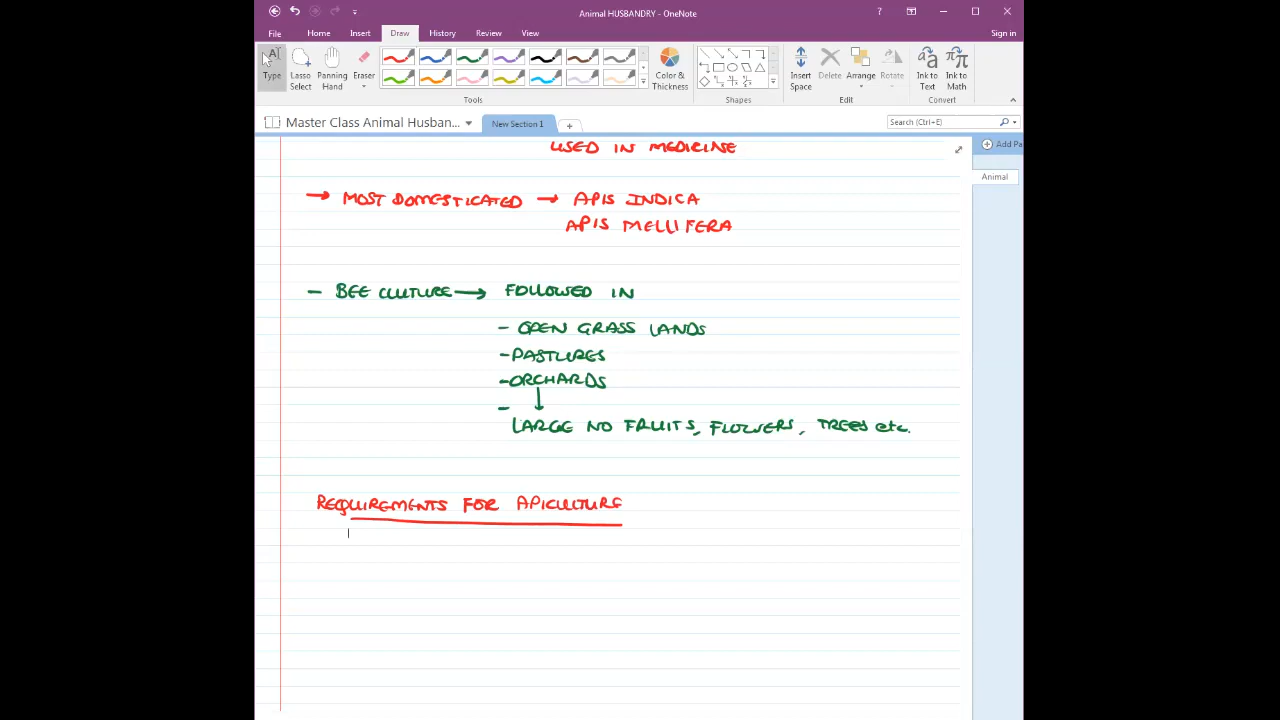 Animal HUSBANDRY - OneNote
?
File Home Insert Draw History Review View Sign in
Type Lasso Select Panning Hand Eraser Color & Thickness Insert Space Delete Arrange Rotate Ink to Text Ink to Math
Tools Shapes Edit Convert
Master Class Animal Husban... New Section 1 Search (Ctrl+E)
Add Pa
Animal
USED IN MEDICINE
→ MOST DOMESTICATED → APIS INDICA
APIS MELLIFERA
- BEE CLUTURE → FOLLOWED IN
- OPEN GRASS LANDS
- PASTURES
- ORCHARDS
-
LARGE NO FRUITS, FLOWERS, TREES etc.
REQUIREMENTS FOR APICULTURE